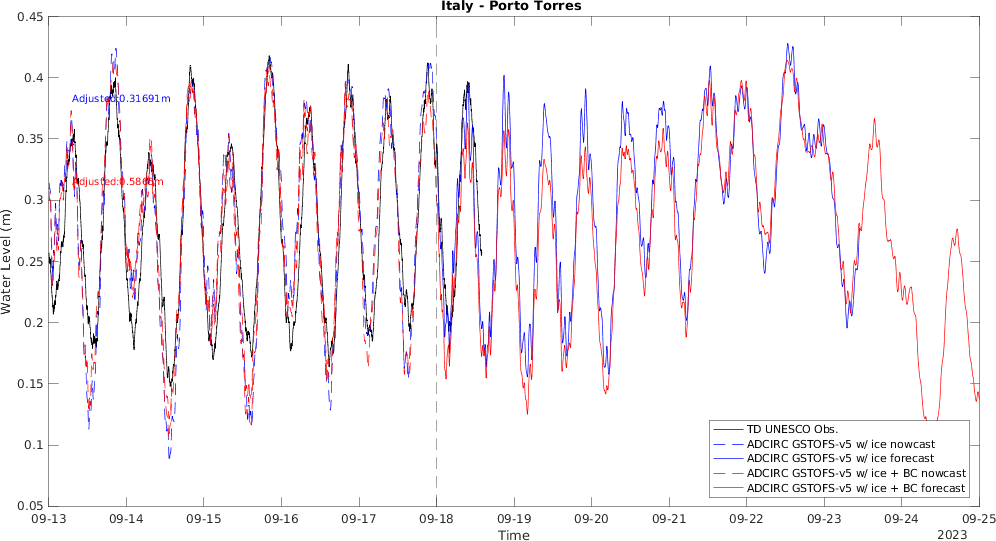 Italy - Porto Torres
Water Level (m)
0.45
0.4
0.35
0.3
0.25
0.2
0.15
0.1
0.05
Adjusted:0.31691m
TD UNESCO Obs.
ADCIRC GSTOFS-v5 w/ ice nowcast
ADCIRC GSTOFS-v5 w/ ice forecast
ADCIRC GSTOFS-v5 w/ ice + BC nowcast
ADCIRC GSTOFS-v5 w/ ice + BC forecast
09-13 09-14 09-15 09-16 09-17 09-18 09-19 09-20 09-21 09-22 09-23 09-24 09-25
Time
2023